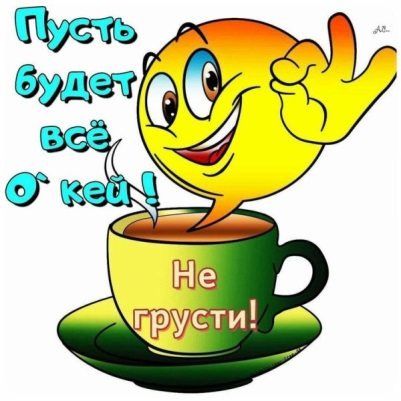 Пусть
будет
всё
О` кей !
Не
грусти!